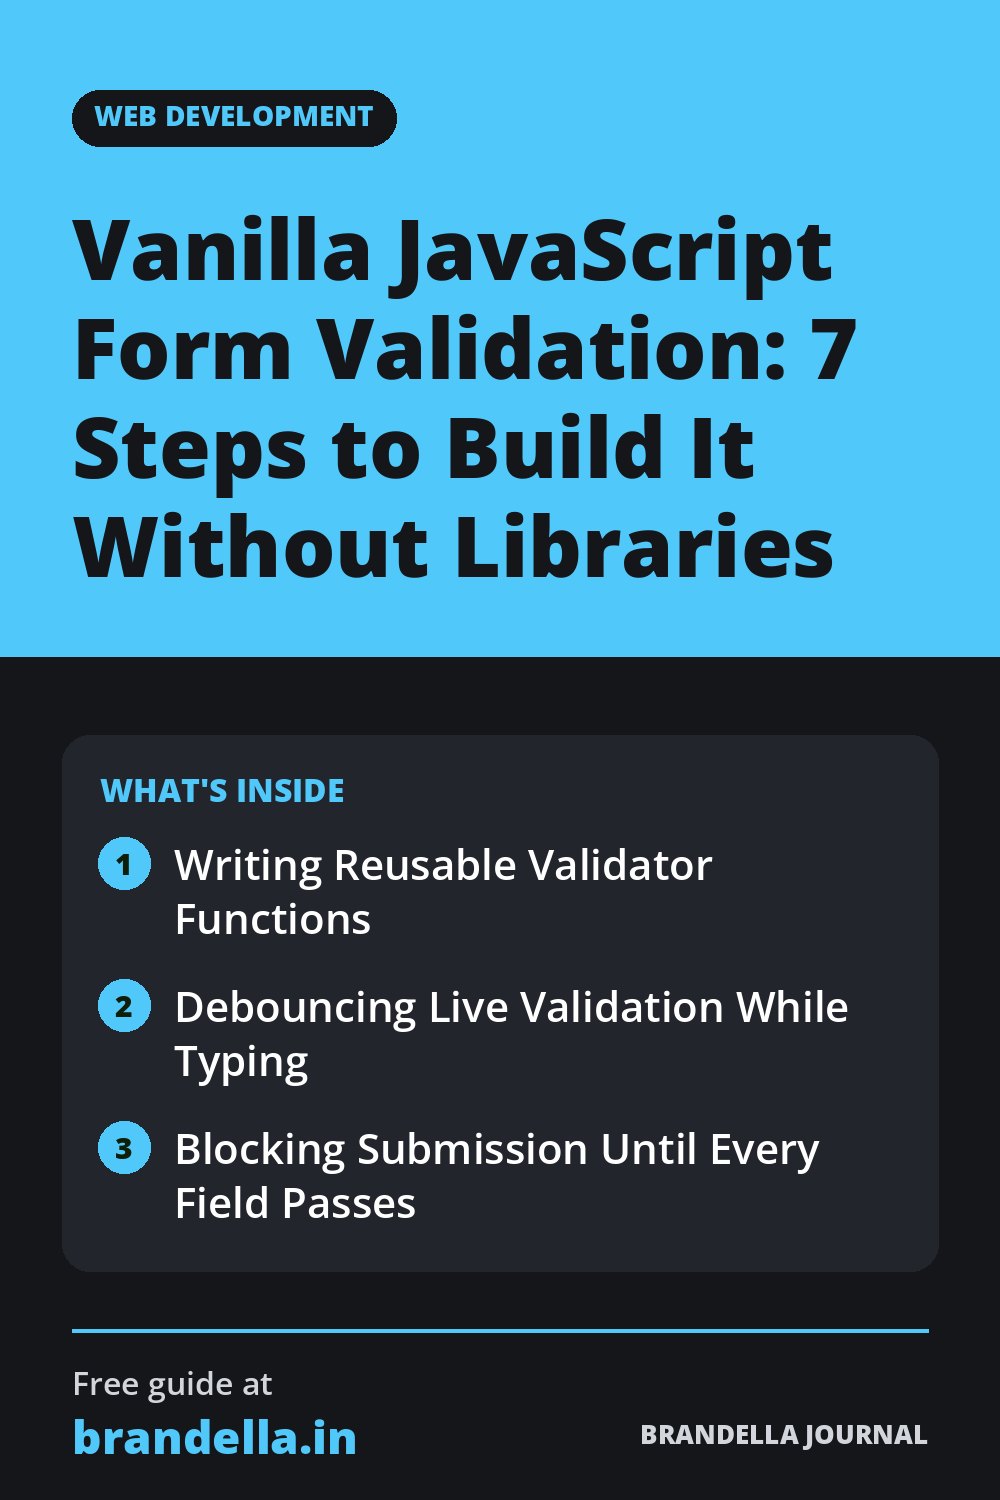 WEB DEVELOPMENT
Vanilla JavaScript
Form Validation: 7
Steps to Build It
Without Libraries
WHAT'S INSIDE
1 Writing Reusable Validator
Functions
2 Debouncing Live Validation While
Typing
3 Blocking Submission Until Every
Field Passes
Free guide at
brandella.in
BRANDELLA JOURNAL